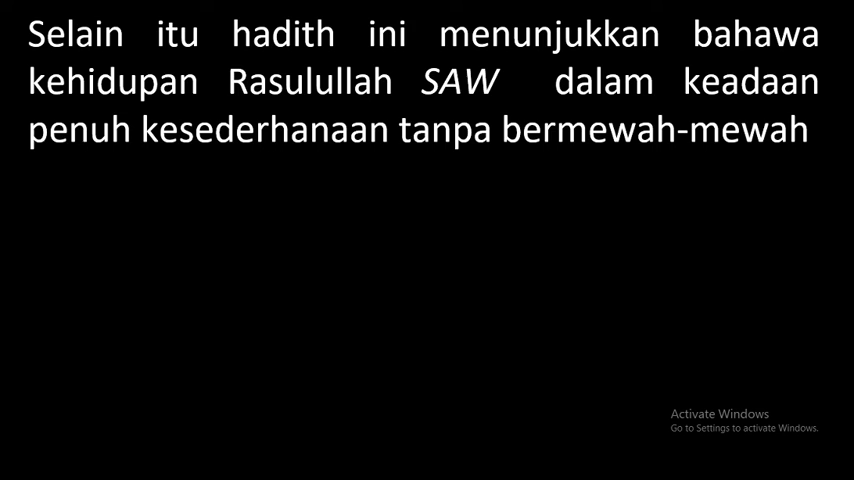 Selain itu hadith ini menunjukkan bahawa
kehidupan Rasulullah SAW dalam keadaan
penuh kesederhanaan tanpa bermewah-mewah
Activate Windows
Go to Settings to activate Windows.